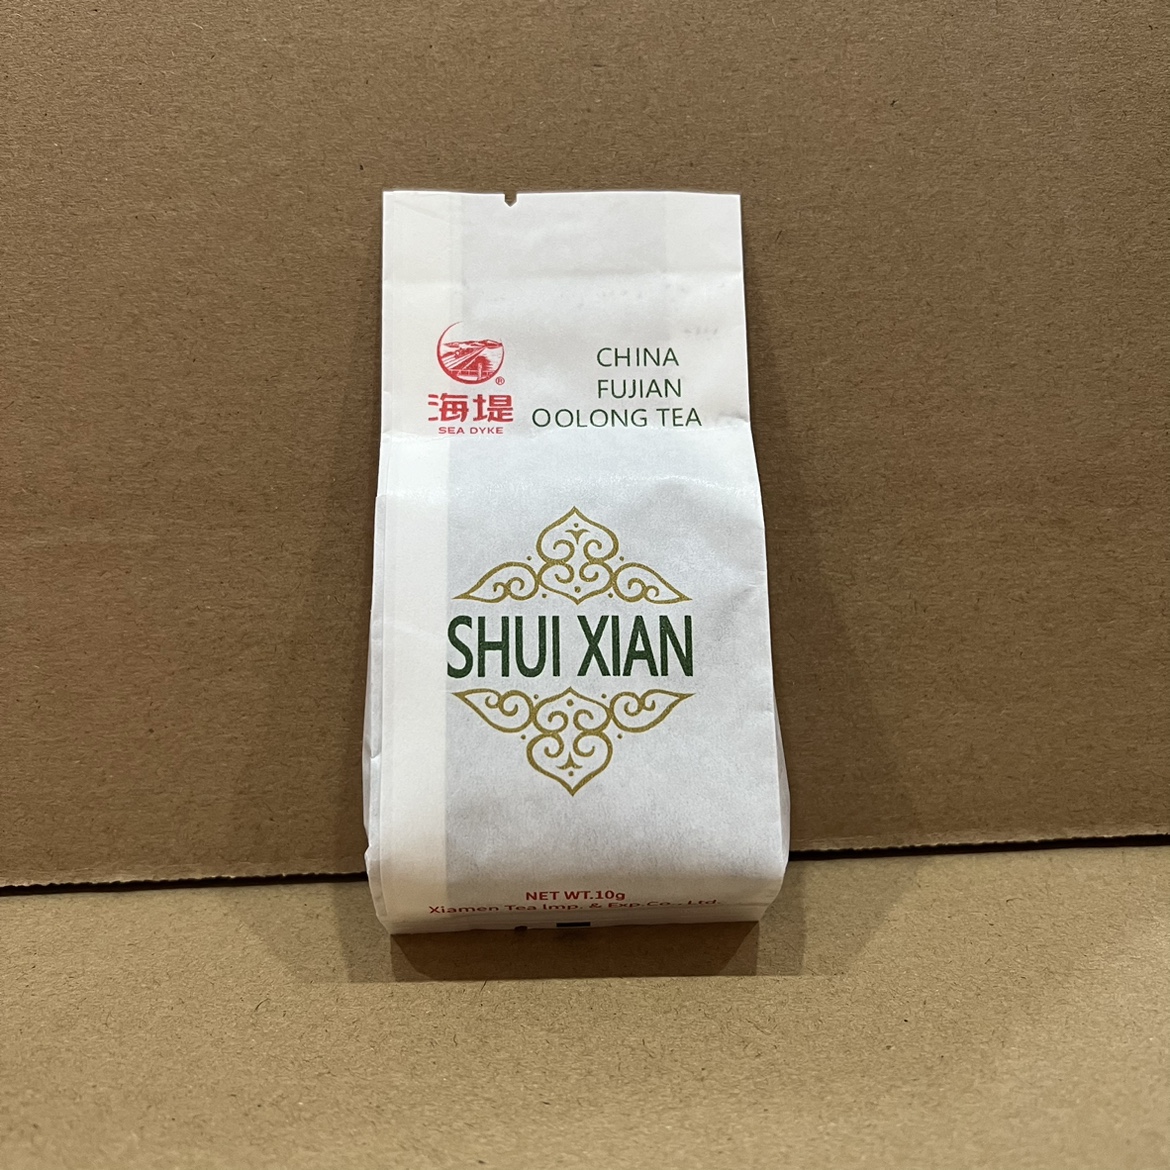 海堤
SEA DYKE
CHINA
FUJIAN
OOLONG TEA
SHUI XIAN
NET WT.10g
Xiamen Tea Imp. & Exp.Co., Ltd.